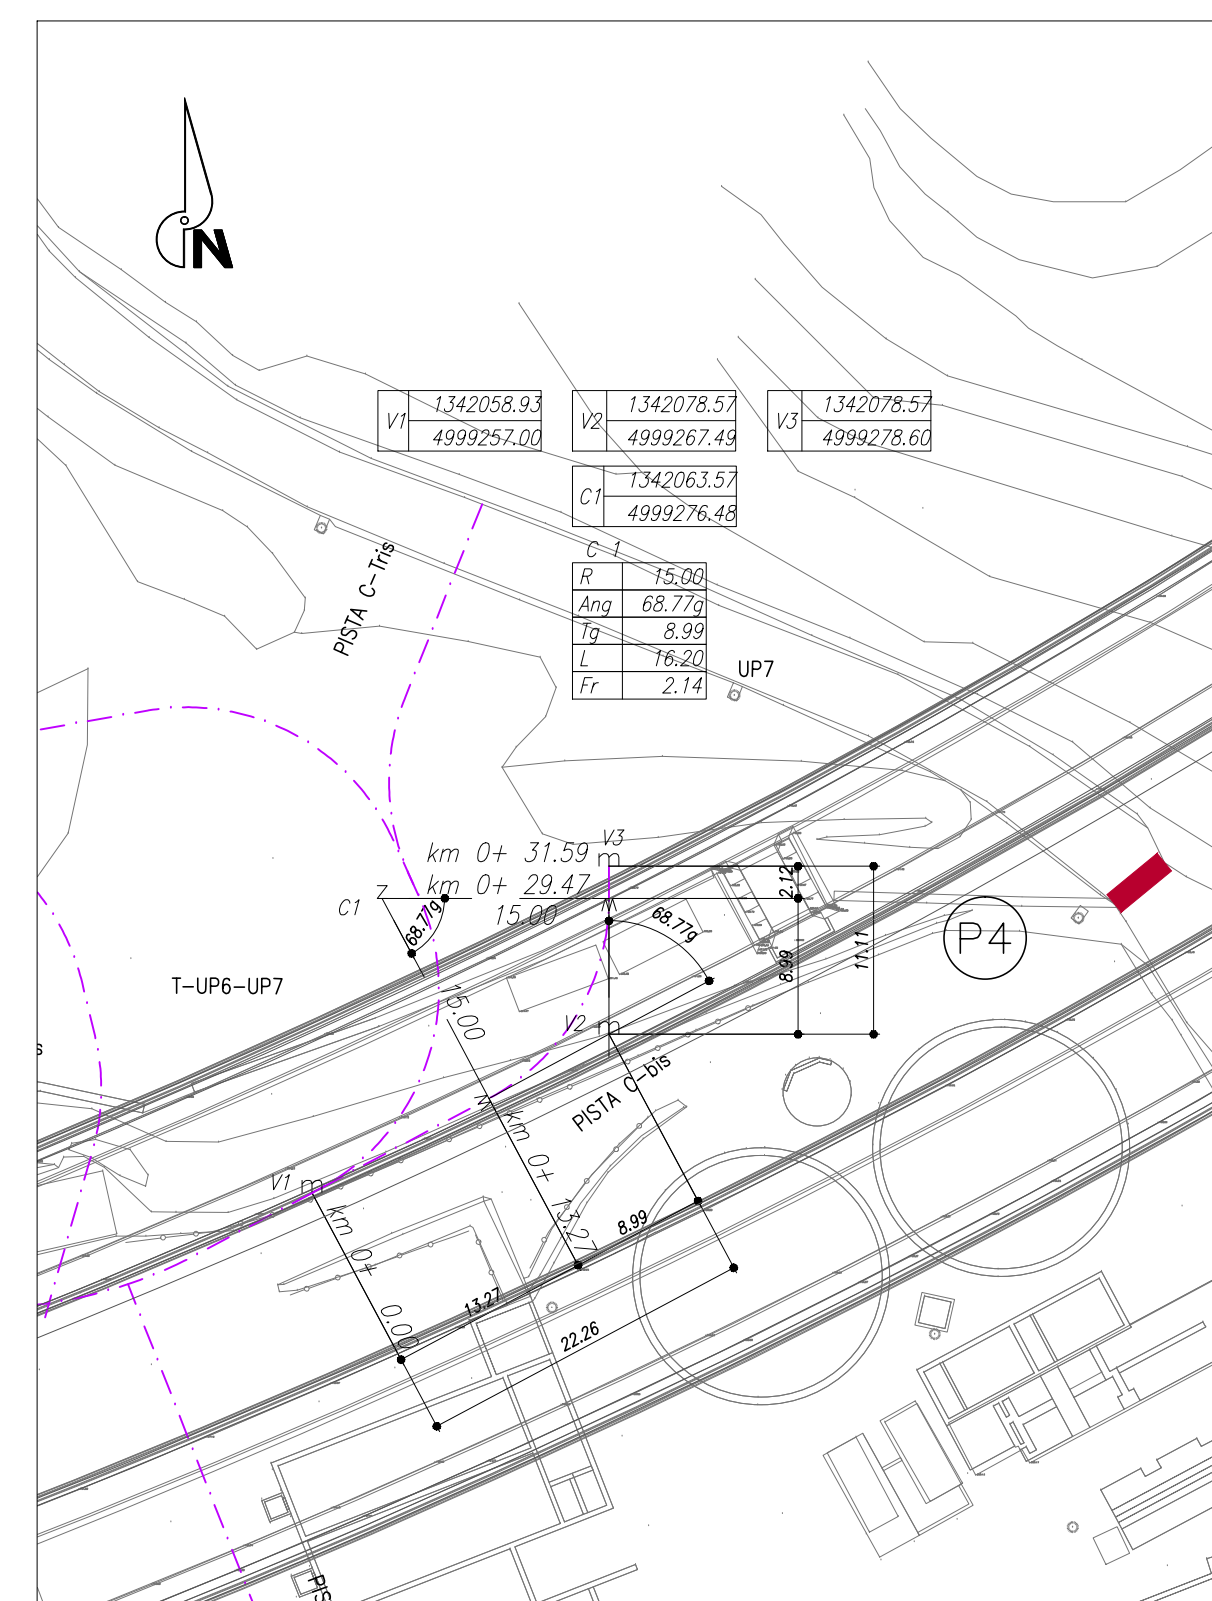 N
V1 1342058.93
4999257.00
V2 1342078.57
4999267.49
V3 1342078.57
4999278.60
C1 1342063.57
4999276.48
C 1
R 15.00
Ang 68.77g
Tg 8.99
L 16.20
Fr 2.14
PISTA C-Tris
UP7
V3
km 0+ 31.59
km 0+ 29.47
15.00
C1
68.77g
68.77g
2.12
8.99
11.11
P4
T-UP6-UP7
15.00
V2
PISTA C-bis
V1
km 0+ 13.27
km 0+ 0.00
8.99
13.27
22.26
s
PIS